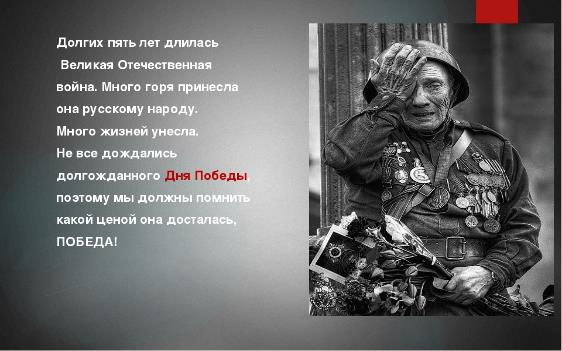 Долгих пять лет длилась
Великая Отечественная
война. Много горя принесла
она русскому народу.
Много жизней унесла.
Не все дождались
долгожданного Дня Победы
поэтому мы должны помнить
какой ценой она досталась,
ПОБЕДА!